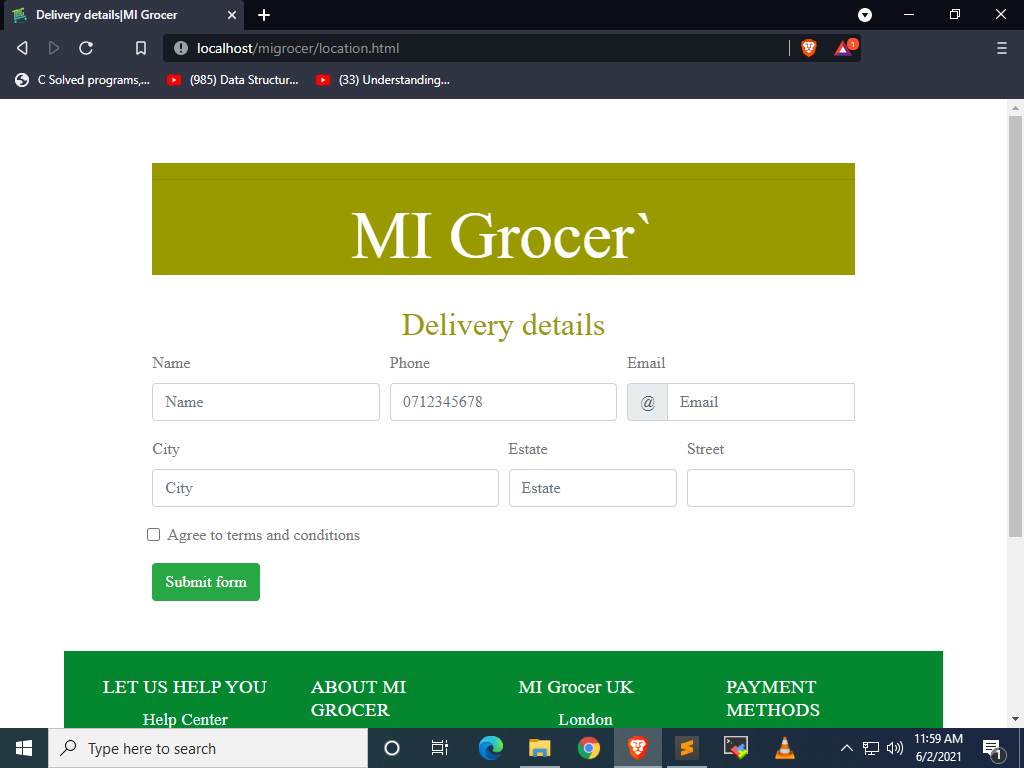 Delivery details|MI Grocer
localhost/migrocer/location.html
1
C Solved programs,... (985) Data Structur... (33) Understanding...
MI Grocer`
Delivery details
Name Phone Email
Name 0712345678 @ Email
City Estate Street
City Estate
Agree to terms and conditions
Submit form
LET US HELP YOU ABOUT MI GROCER MI Grocer UK PAYMENT METHODS
Help Center London
Type here to search
11:59 AM
6/2/2021
1